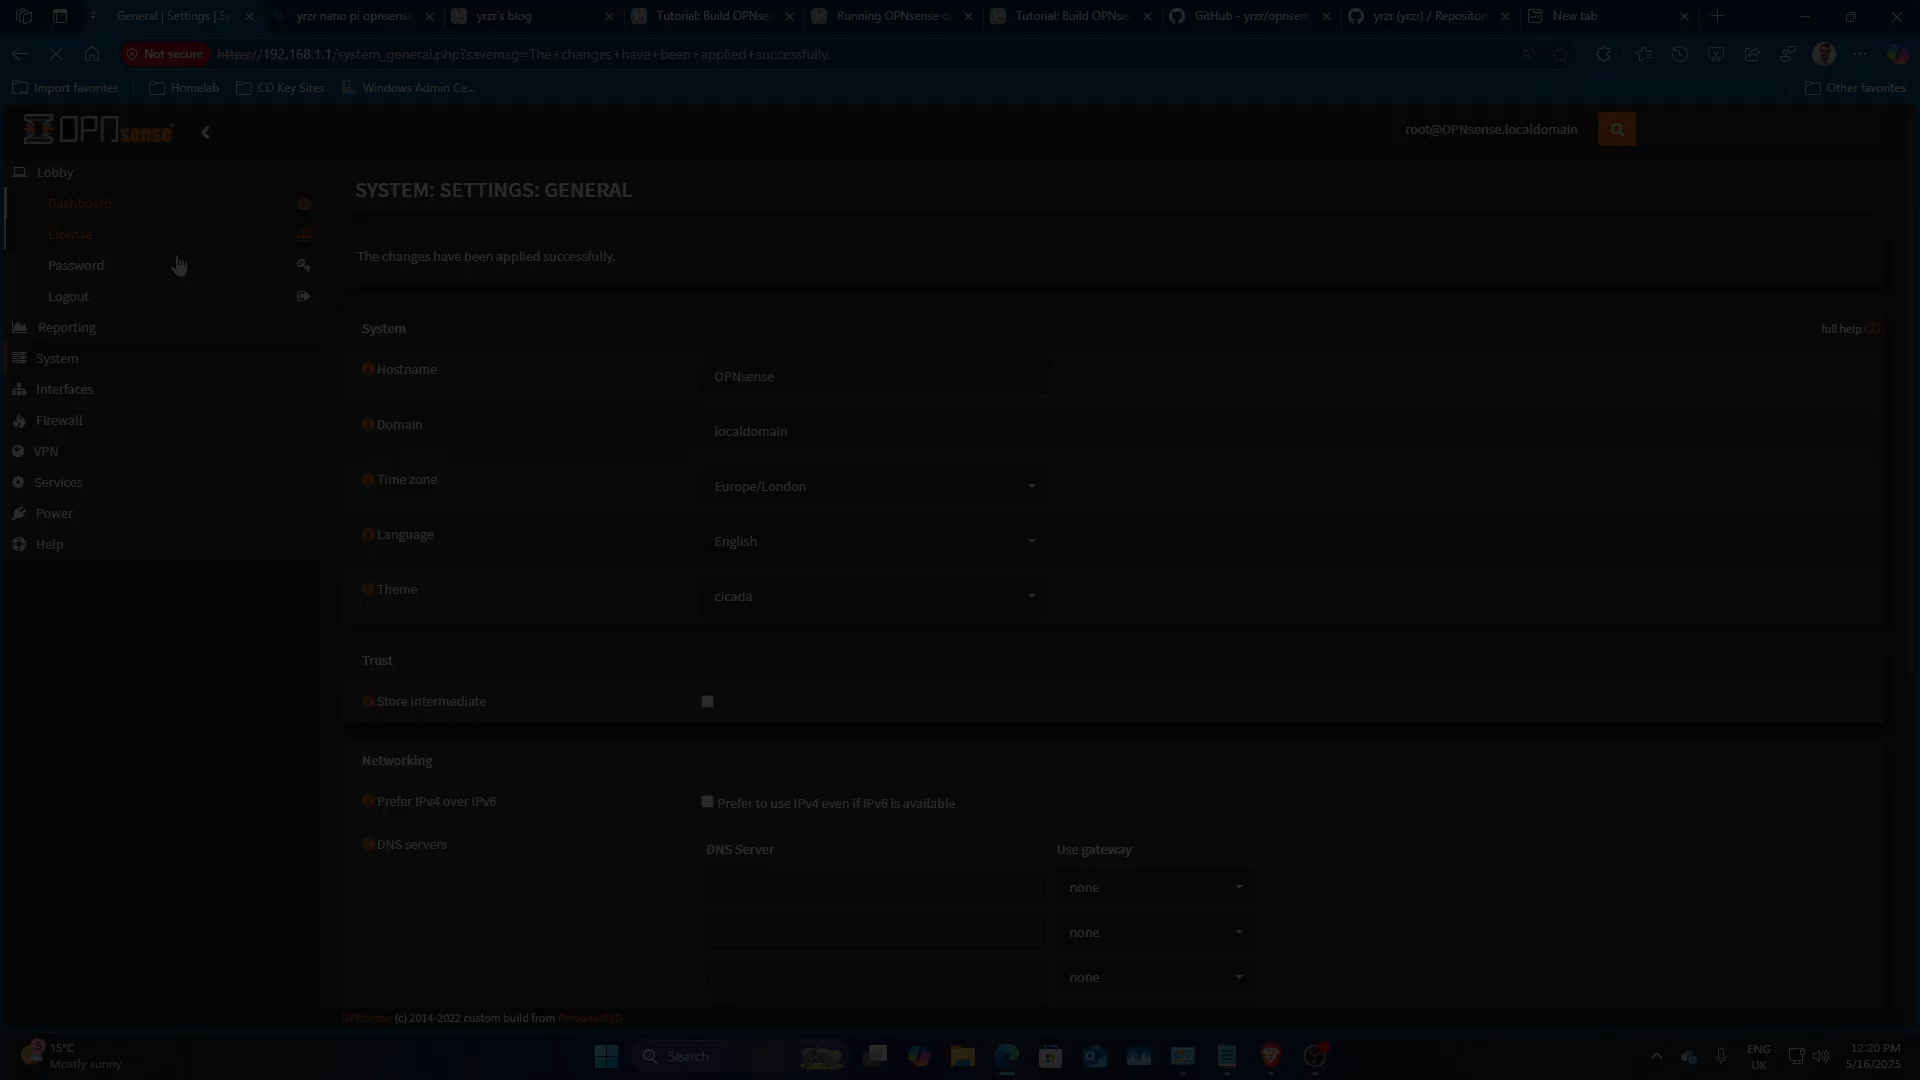 General | Settings | Sy
yrzr nano pi opnsense
yrzr's blog
Tutorial: Build OPNse
Running OPNsense o
Tutorial: Build OPNse
GitHub - yrzr/opnsen
yrzr (yrzr) / Repositori
New tab
Not secure
https://192.168.1.1/system_general.php?savemsg=The+changes+have+been+applied+successfully.
Import favorites
Homelab
CD Key Sites
Windows Admin Ce...
Other favorites
OPNsense
root@OPNsense.localdomain
Lobby
Dashboard
License
Password
Logout
Reporting
System
Interfaces
Firewall
VPN
Services
Power
Help
SYSTEM: SETTINGS: GENERAL
The changes have been applied successfully.
System
full help
Hostname
OPNsense
Domain
localdomain
Time zone
Europe/London
Language
English
Theme
cicada
Trust
Store intermediate
Networking
Prefer IPv4 over IPv6
Prefer to use IPv4 even if IPv6 is available
DNS servers
DNS Server
Use gateway
none
none
none
OPNsense (c) 2014-2022 custom build from PersonalBSD
5
15°C
Mostly sunny
Search
ENG
UK
12:20 PM
5/16/2025